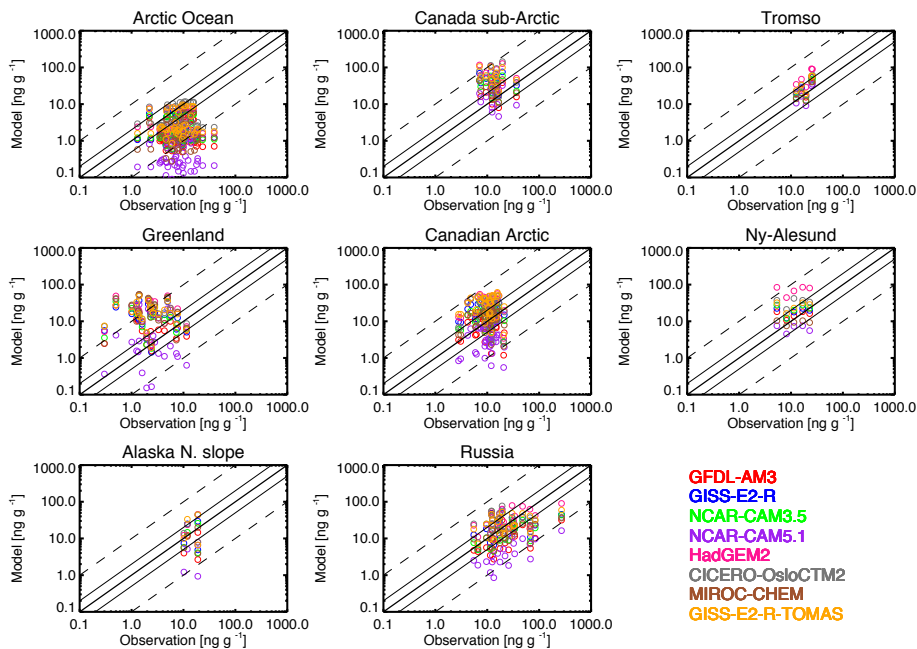 Arctic Ocean
Canada sub-Arctic
Tromso
1000.0
100.0
10.0
1.0
0.1
Model [ng g⁻¹]
0.1 1.0 10.0 100.0 1000.0
Observation [ng g⁻¹]
1000.0
100.0
10.0
1.0
0.1
Model [ng g⁻¹]
0.1 1.0 10.0 100.0 1000.0
Observation [ng g⁻¹]
1000.0
100.0
10.0
1.0
0.1
Model [ng g⁻¹]
0.1 1.0 10.0 100.0 1000.0
Observation [ng g⁻¹]
Greenland
Canadian Arctic
Ny-Alesund
1000.0
100.0
10.0
1.0
0.1
Model [ng g⁻¹]
0.1 1.0 10.0 100.0 1000.0
Observation [ng g⁻¹]
1000.0
100.0
10.0
1.0
0.1
Model [ng g⁻¹]
0.1 1.0 10.0 100.0 1000.0
Observation [ng g⁻¹]
1000.0
100.0
10.0
1.0
0.1
Model [ng g⁻¹]
0.1 1.0 10.0 100.0 1000.0
Observation [ng g⁻¹]
Alaska N. slope
Russia
1000.0
100.0
10.0
1.0
0.1
Model [ng g⁻¹]
0.1 1.0 10.0 100.0 1000.0
Observation [ng g⁻¹]
1000.0
100.0
10.0
1.0
0.1
Model [ng g⁻¹]
0.1 1.0 10.0 100.0 1000.0
Observation [ng g⁻¹]
GFDL-AM3
GISS-E2-R
NCAR-CAM3.5
NCAR-CAM5.1
HadGEM2
CICERO-OsloCTM2
MIROC-CHEM
GISS-E2-R-TOMAS